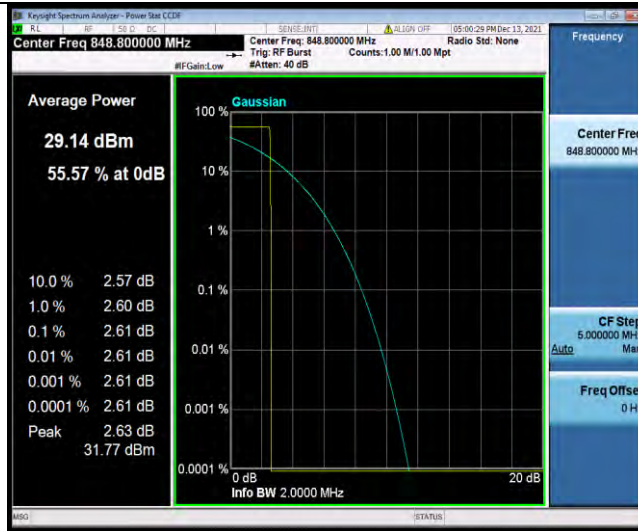 Keysight Spectrum Analyzer - Power Stat CCDF
RL RF 50 Ω DC SENSE:INT ALIGN OFF 05:00:29 PM Dec 13, 2021
Center Freq 848.800000 MHz
Center Freq: 848.800000 MHz Radio Std: None
Trig: RF Burst Counts:1.00 M/1.00 Mpt
#IFGain:Low #Atten: 40 dB
Frequency
Average Power
29.14 dBm
55.57 % at 0dB
10.0 % 2.57 dB
1.0 % 2.60 dB
0.1 % 2.61 dB
0.01 % 2.61 dB
0.001 % 2.61 dB
0.0001 % 2.61 dB
Peak 2.63 dB
31.77 dBm
Gaussian
100 %
10 %
1 %
0.1 %
0.01 %
0.001 %
0.0001 %
0 dB 20 dB
Info BW 2.0000 MHz
Center Freq
848.800000 MH
CF Step
5.000000 MH
Auto Ma
Freq Offse
0 H
MSG STATUS